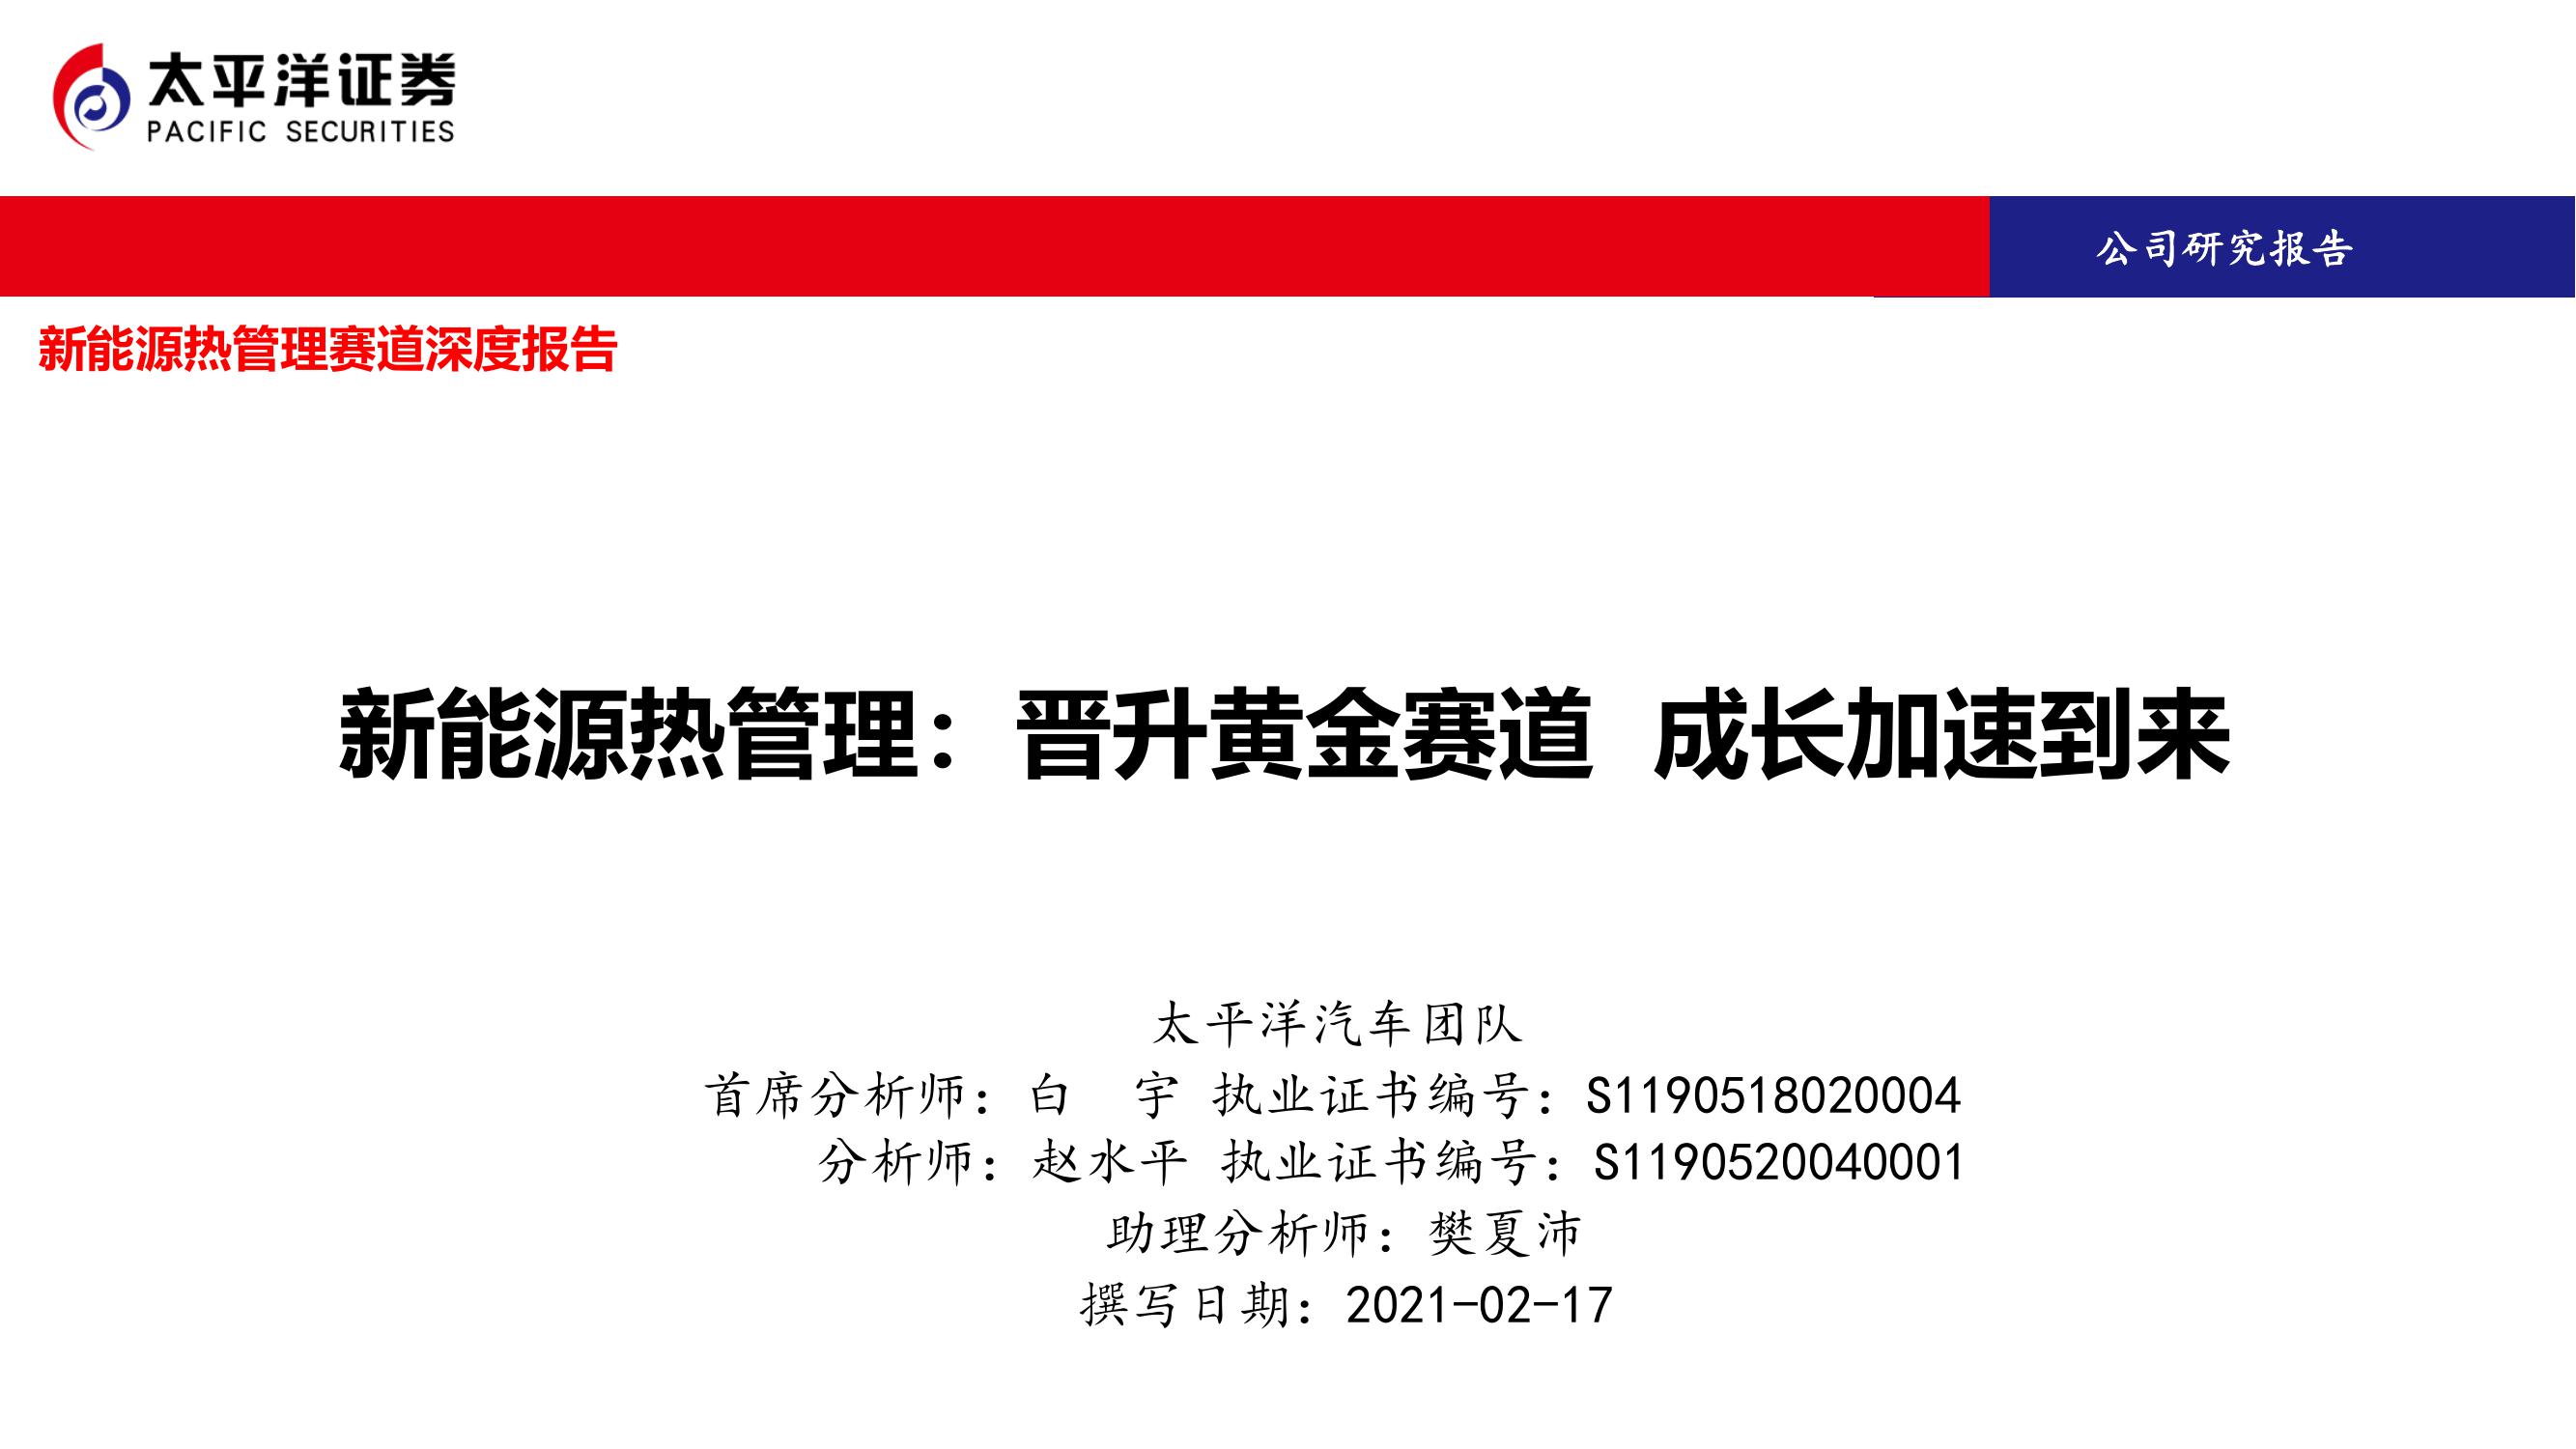 太平洋证券
PACIFIC SECURITIES
公司研究报告
新能源热管理赛道深度报告
新能源热管理：晋升黄金赛道 成长加速到来
太平洋汽车团队
首席分析师：白　宇 执业证书编号：S1190518020004
分析师：赵水平 执业证书编号：S1190520040001
助理分析师：樊夏沛
撰写日期：2021-02-17